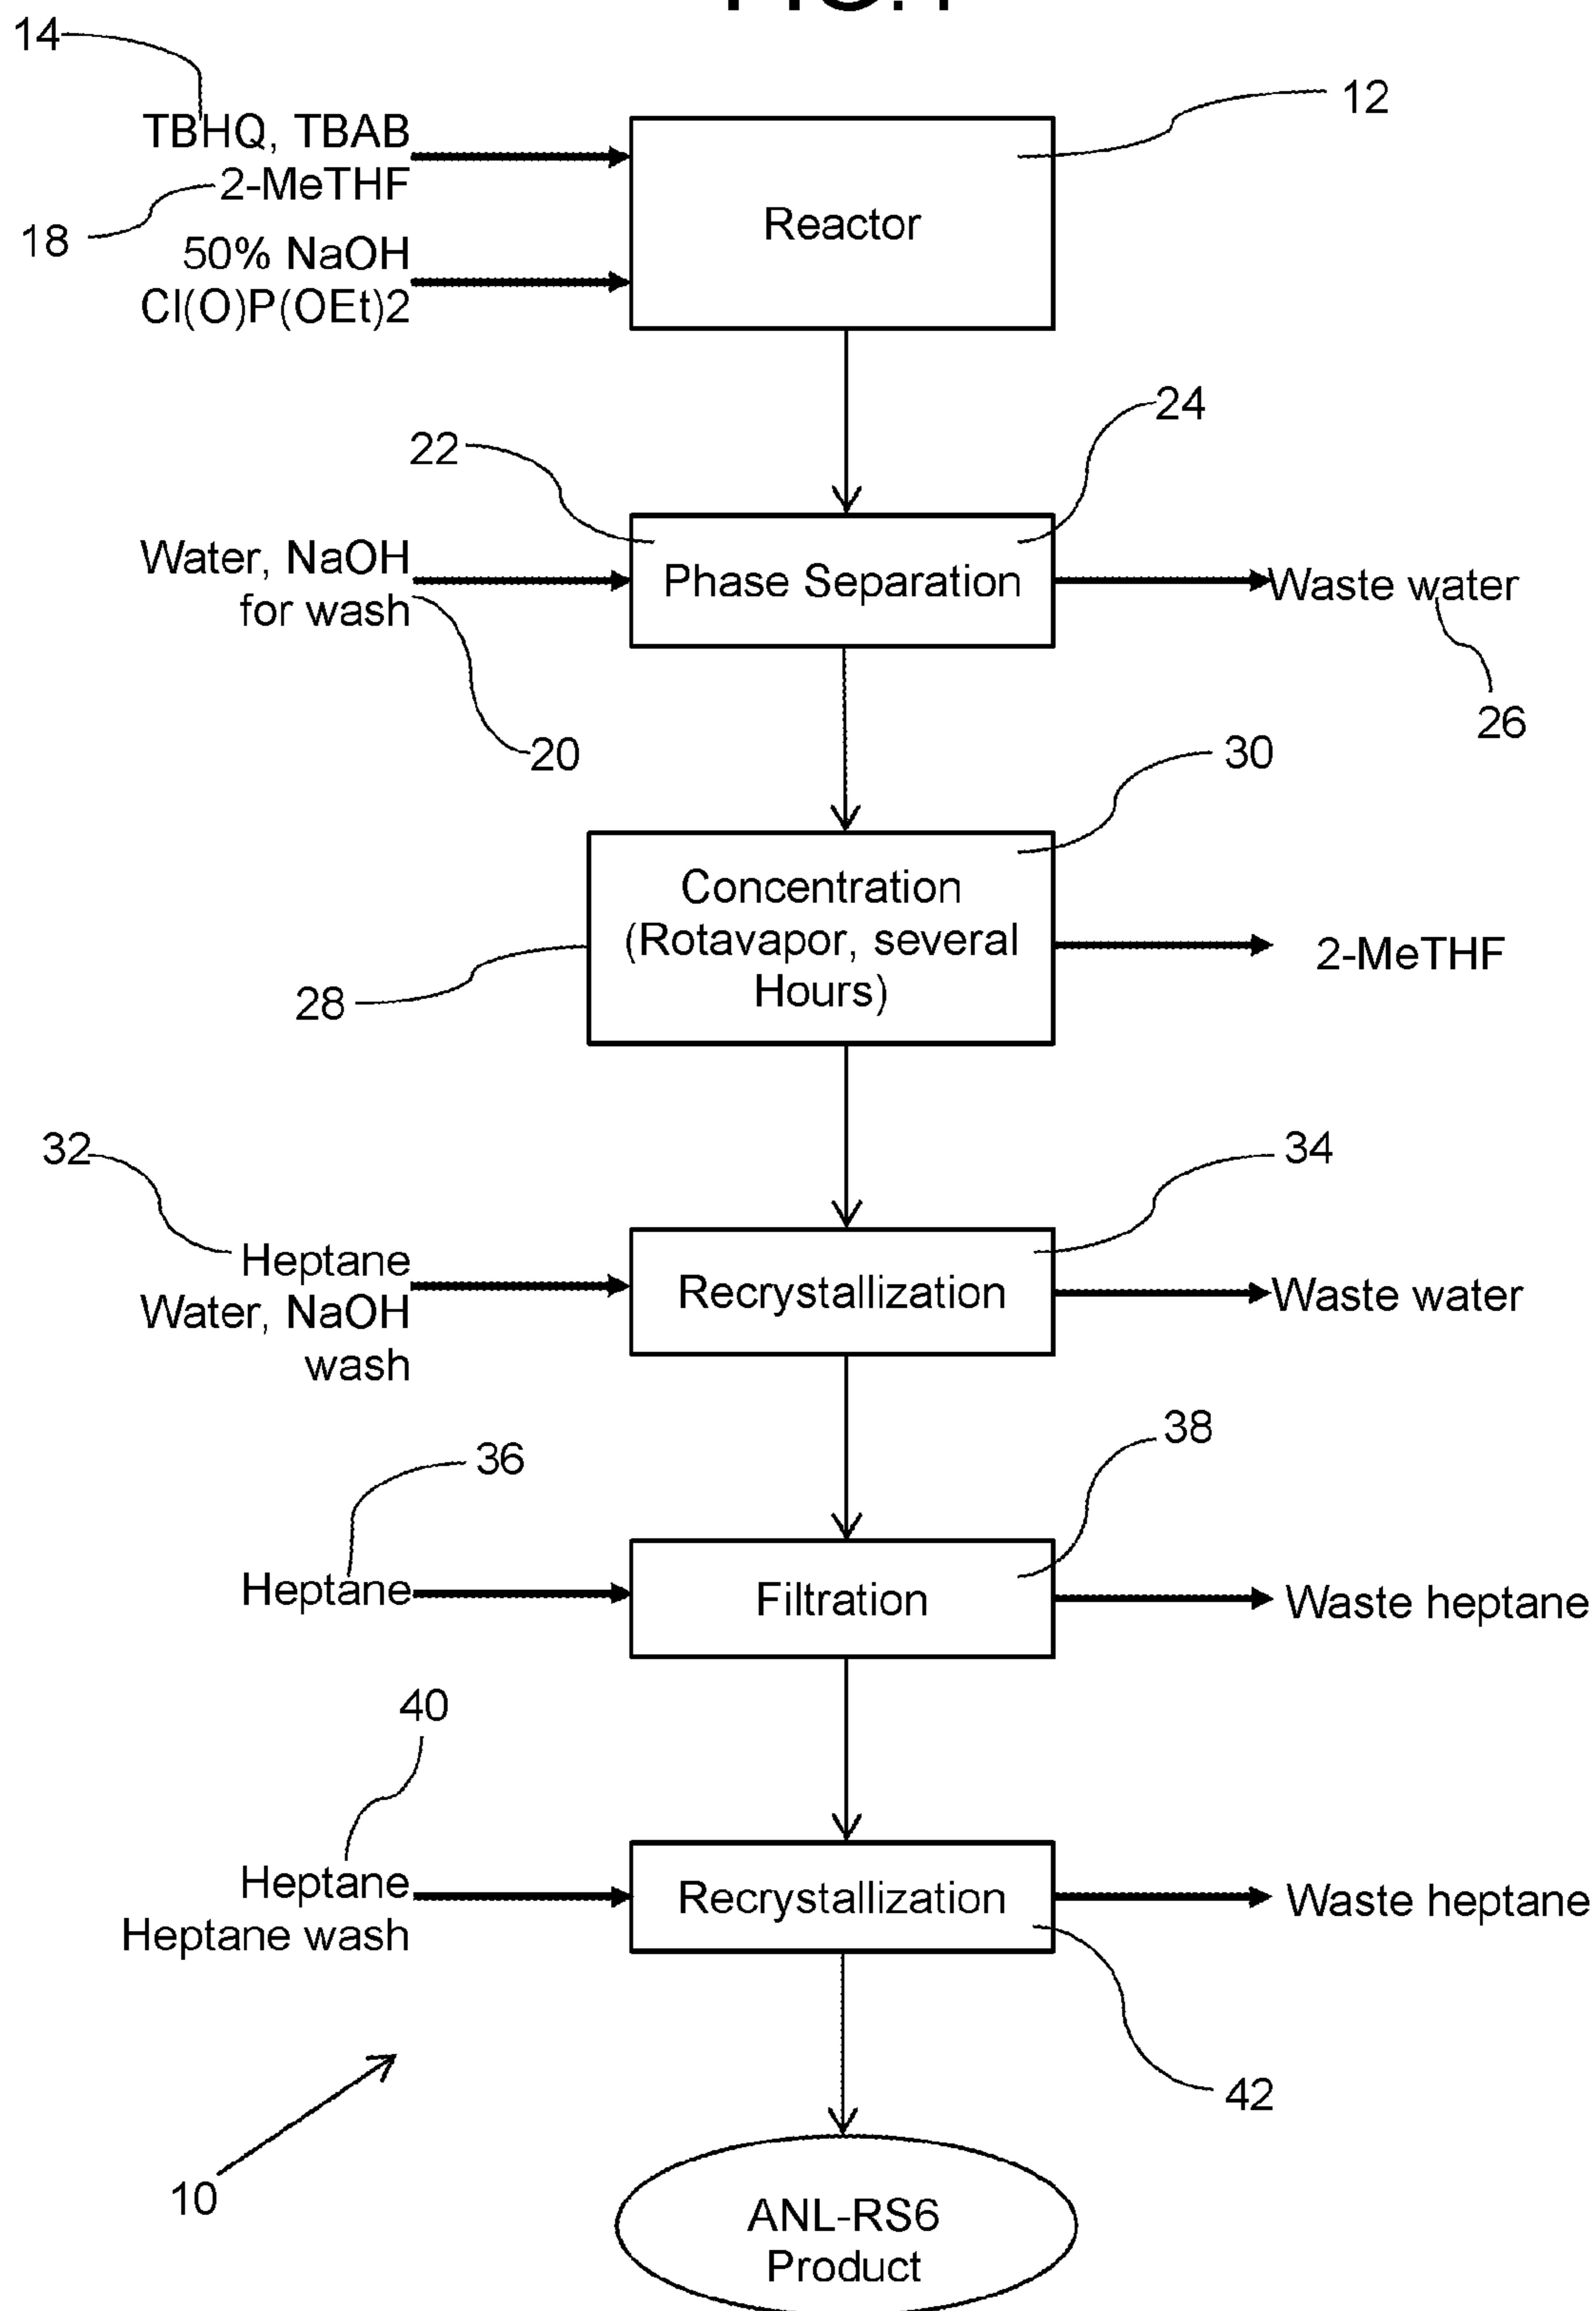 FIG.1
14
TBHQ, TBAB
2-MeTHF
18
50% NaOH
Cl(O)P(OEt)2
Reactor
12
22
24
Water, NaOH
for wash
20
Phase Separation
Waste water
26
30
Concentration
(Rotavapor, several
Hours)
28
2-MeTHF
32
34
Heptane
Water, NaOH
wash
Recrystallization
Waste water
36
38
Heptane
Filtration
Waste heptane
40
Heptane
Heptane wash
Recrystallization
Waste heptane
42
10
ANL-RS6
Product